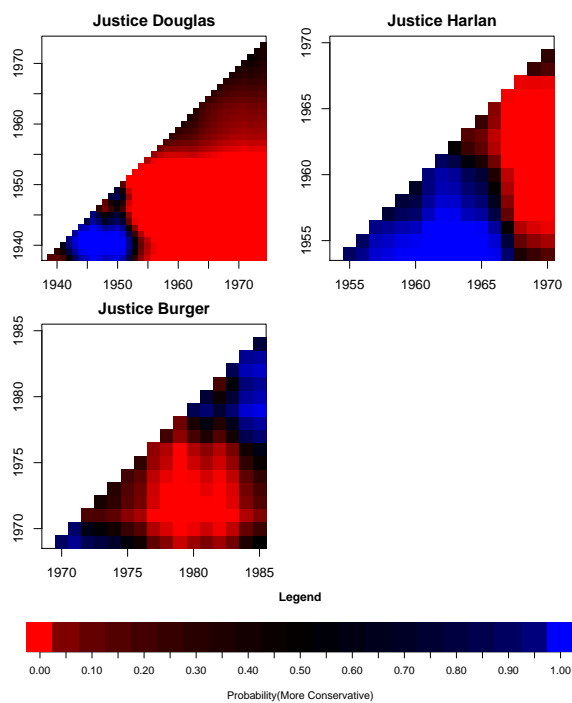 Justice Douglas
1970
1960
1950
1940
1940 1950 1960 1970
Justice Harlan
1970
1965
1960
1955
1955 1960 1965 1970
Justice Burger
1985
1980
1975
1970
1970 1975 1980 1985
Legend
0.00 0.10 0.20 0.30 0.40 0.50 0.60 0.70 0.80 0.90 1.00
Probability(More Conservative)